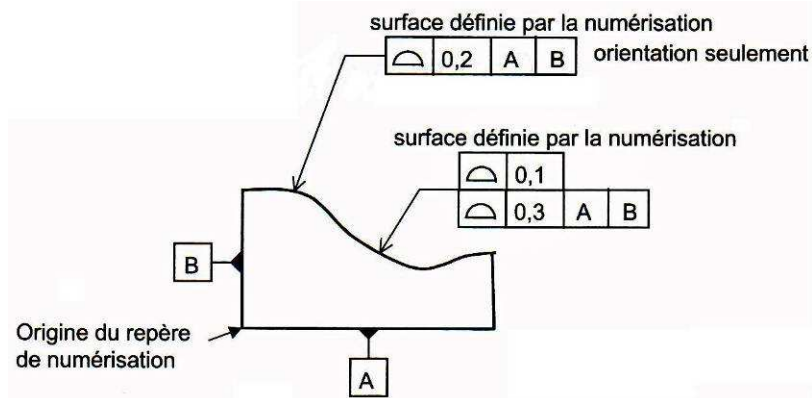 surface définie par la numérisation
0,2 A B orientation seulement
surface définie par la numérisation
0,1
0,3 A B
B
Origine du repère
de numérisation
A